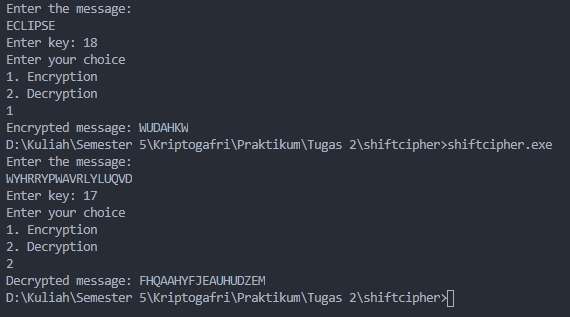 Enter the message:
ECLIPSE
Enter key: 18
Enter your choice
1. Encryption
2. Decryption
1
Encrypted message: WUDAHKW
D:\Kuliah\Semester 5\Kriptogafri\Praktikum\Tugas 2\shiftcipher>shiftcipher.exe
Enter the message:
WYHRRYPWAVRLYLUQVD
Enter key: 17
Enter your choice
1. Encryption
2. Decryption
2
Decrypted message: FHQAAHYFJEAUHUDZEM
D:\Kuliah\Semester 5\Kriptogafri\Praktikum\Tugas 2\shiftcipher>